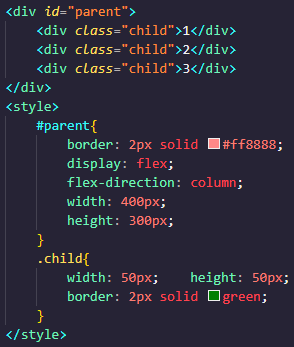 <div id="parent">
    <div class="child">1</div>
    <div class="child">2</div>
    <div class="child">3</div>
</div>
<style>
    #parent{
        border: 2px solid #ff8888;
        display: flex;
        flex-direction: column;
        width: 400px;
        height: 300px;
    }
    .child{
        width: 50px;    height: 50px;
        border: 2px solid green;
    }
</style>